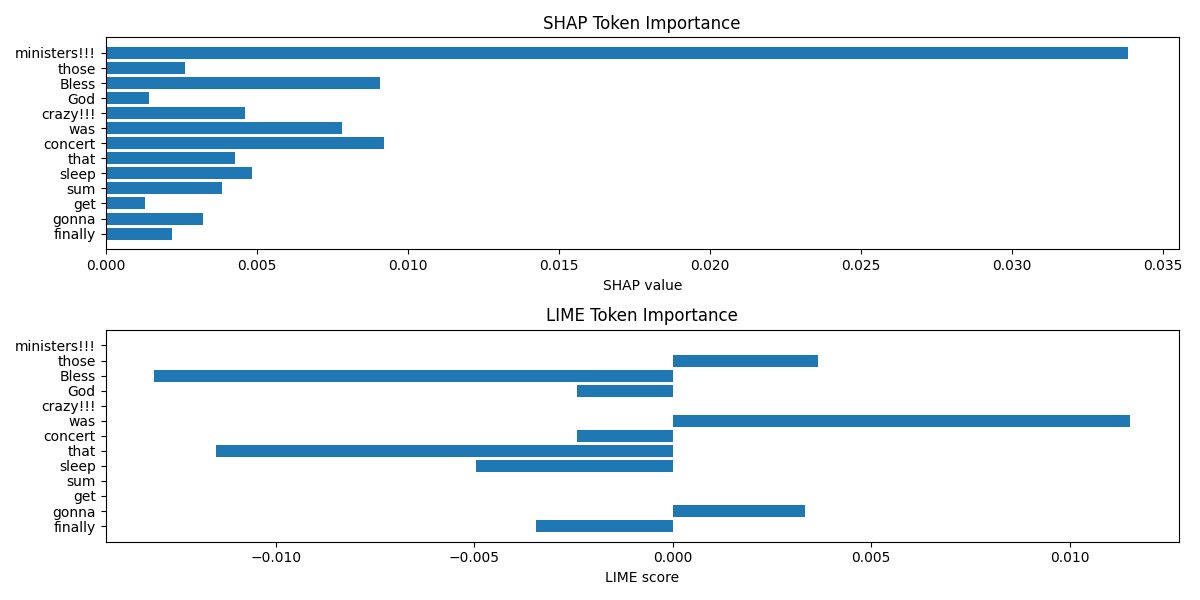 SHAP Token Importance
ministers!!!
those
Bless
God
crazy!!!
was
concert
that
sleep
sum
get
gonna
finally
0.000 0.005 0.010 0.015 0.020 0.025 0.030 0.035
SHAP value
LIME Token Importance
ministers!!!
those
Bless
God
crazy!!!
was
concert
that
sleep
sum
get
gonna
finally
−0.010 −0.005 0.000 0.005 0.010
LIME score